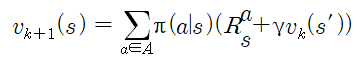 v_{k+1}(s) = ∑_{a∈A} π(a|s)(R_s^a + γv_k(s′))